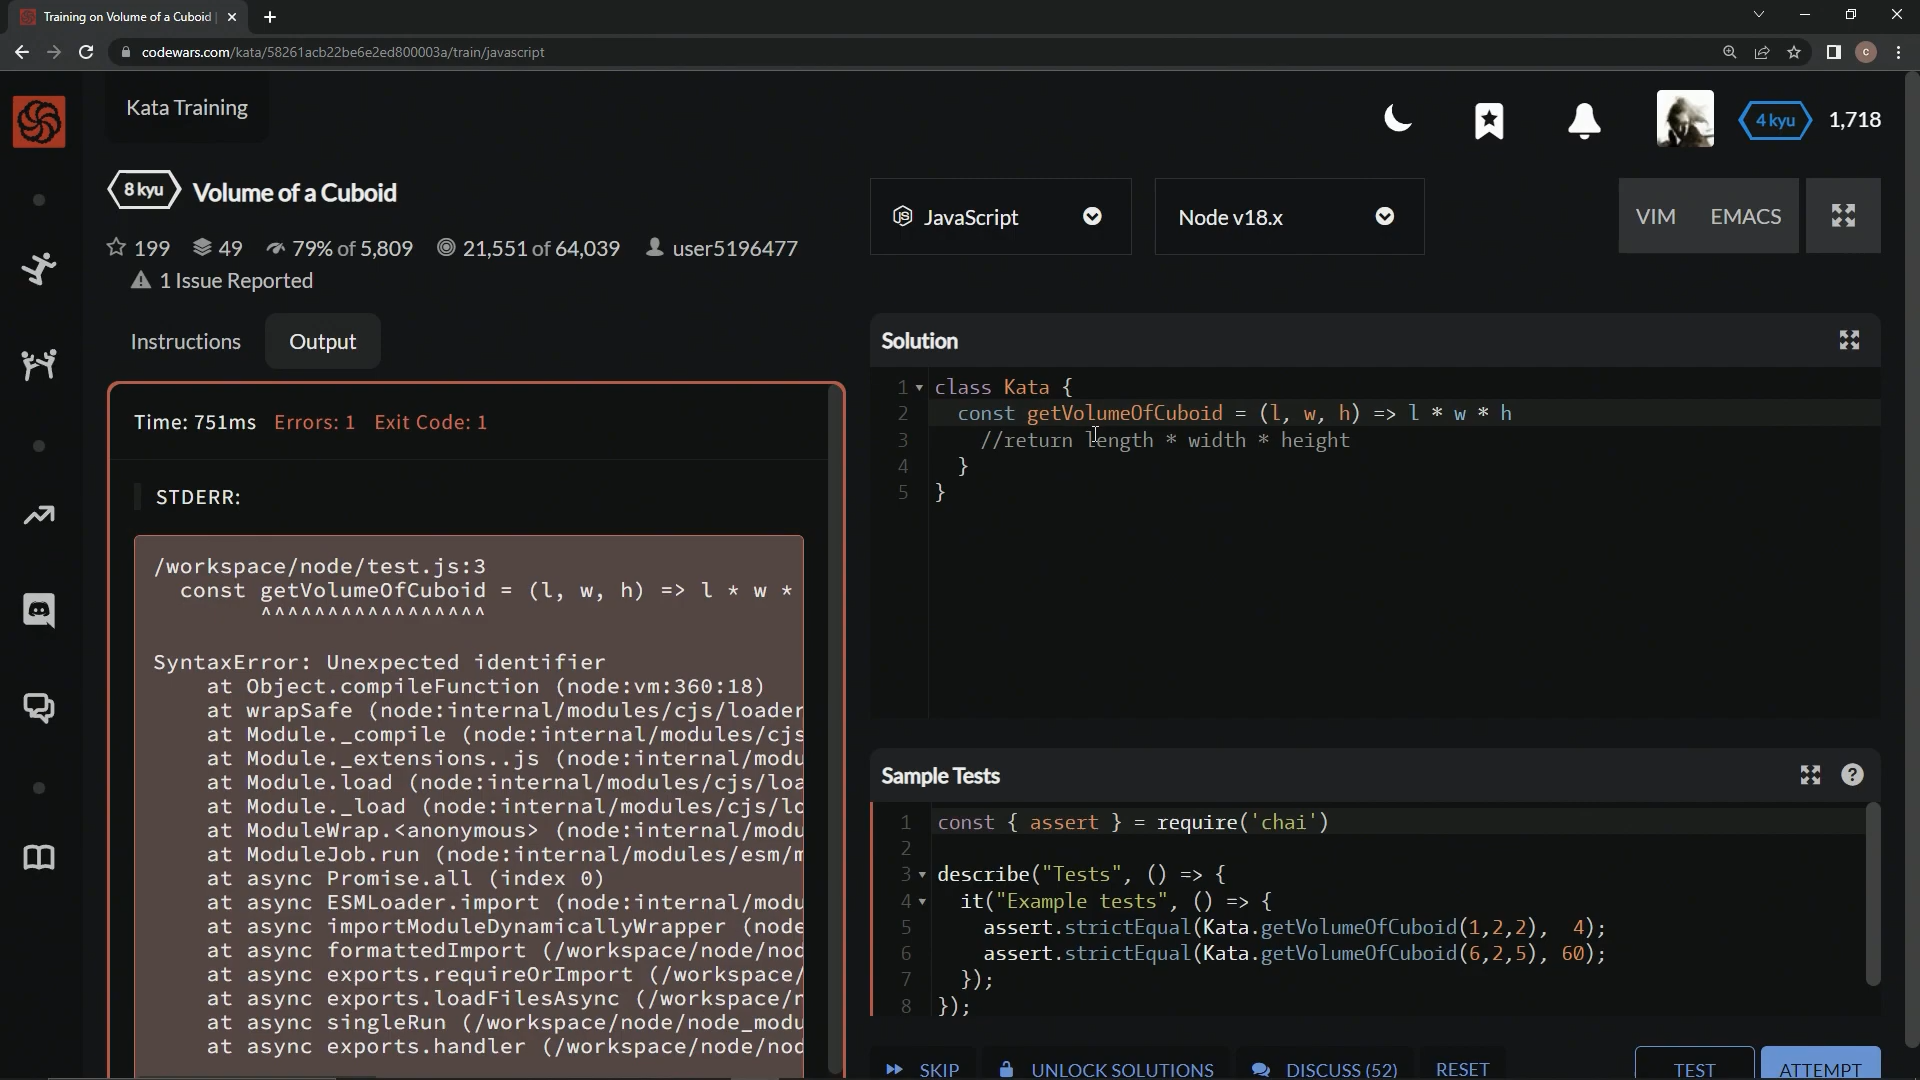 Training on Volume of a Cuboid |
codewars.com/kata/58261acb22be6e2ed800003a/train/javascript
C
Kata Training
4 kyu
1,718
8 kyu
Volume of a Cuboid
199
49
79% of 5,809
21,551 of 64,039
user5196477
1 Issue Reported
JavaScript
Node v18.x
VIM
EMACS
Instructions
Output
Time: 751ms Errors: 1 Exit Code: 1
STDERR:
/workspace/node/test.js:3
const getVolumeOfCuboid = (l, w, h) => l * w *
^^^^^^^^^^^^^^^^^
SyntaxError: Unexpected identifier
at Object.compileFunction (node:vm:360:18)
at wrapSafe (node:internal/modules/cjs/loader
at Module._compile (node:internal/modules/cjs
at Module._extensions..js (node:internal/modu
at Module.load (node:internal/modules/cjs/loa
at Module._load (node:internal/modules/cjs/lo
at ModuleWrap.<anonymous> (node:internal/modu
at ModuleJob.run (node:internal/modules/esm/m
at async Promise.all (index 0)
at async ESMLoader.import (node:internal/modu
at async importModuleDynamicallyWrapper (node
at async formattedImport (/workspace/node/nod
at async exports.requireOrImport (/workspace/
at async exports.loadFilesAsync (/workspace/n
at async singleRun (/workspace/node/node_modu
at async exports.handler (/workspace/node/nod
Solution
1 class Kata {
2 const getVolumeOfCuboid = (l, w, h) => l * w * h
3 //return length * width * height
4 }
5 }
Sample Tests
1 const { assert } = require('chai')
2
3 describe("Tests", () => {
4 it("Example tests", () => {
5 assert.strictEqual(Kata.getVolumeOfCuboid(1,2,2), 4);
6 assert.strictEqual(Kata.getVolumeOfCuboid(6,2,5), 60);
7 });
8 });
SKIP
UNLOCK SOLUTIONS
DISCUSS (52)
RESET
TEST
ATTEMPT